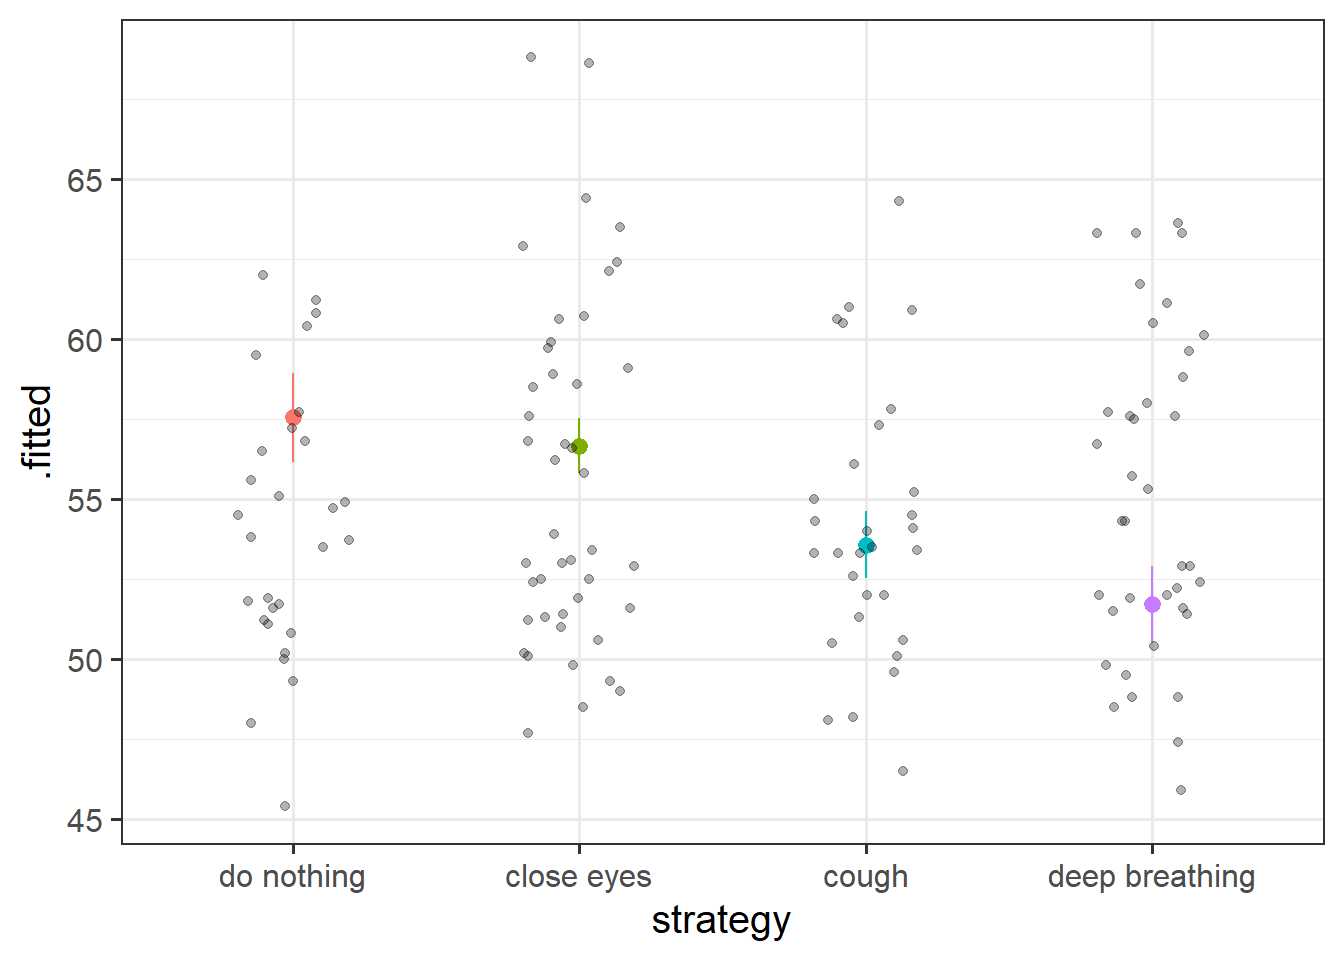 .fitted
65
60
55
50
45
do nothing
close eyes
cough
deep breathing
strategy